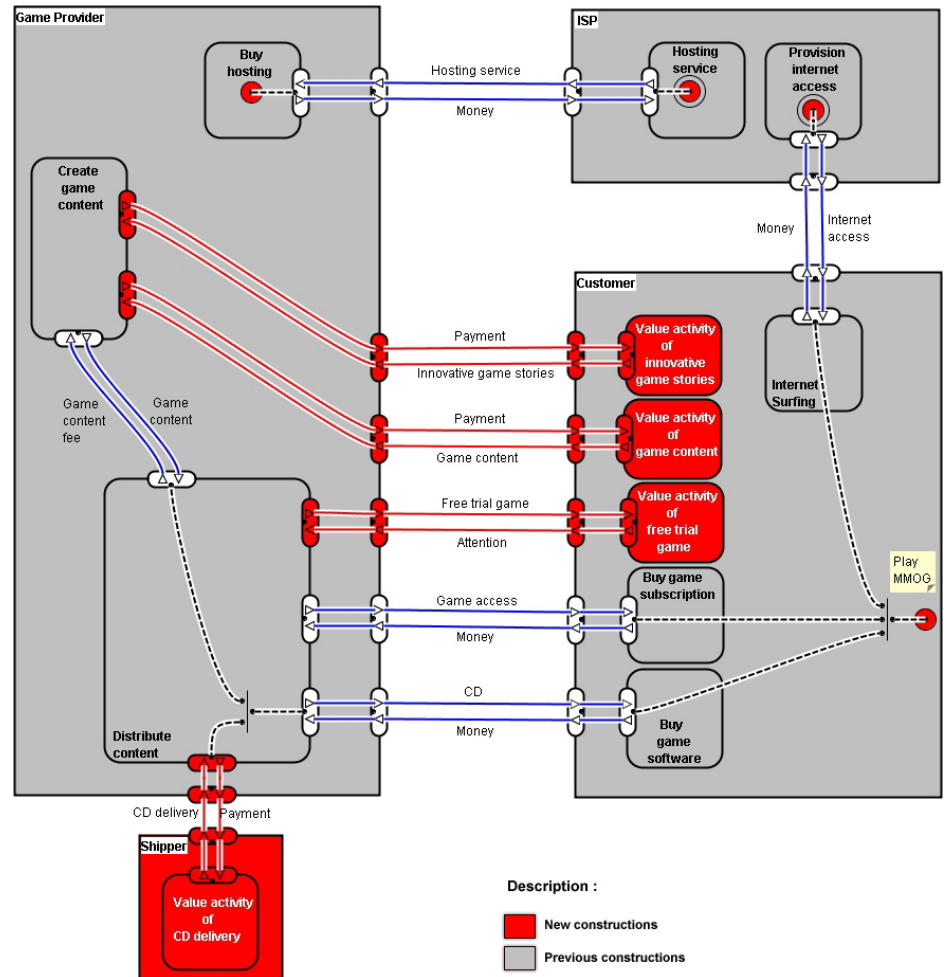 Game Provider
ISP
Buy
hosting
Hosting service
Money
Hosting
service
Provision
internet
access
Create
game
content
Money
Internet
access
Customer
Payment
Innovative game stories
Value activity
of
innovative
game stories
Internet
Surfing
Game
content
fee
Game
content
Payment
Game content
Value activity
of
game content
Free trial game
Attention
Value activity
of
free trial
game
Play
MMOG
Game access
Money
Buy game
subscription
CD
Money
Buy
game
software
Distribute
content
CD delivery
Payment
Shipper
Value activity
of
CD delivery
Description :
New constructions
Previous constructions